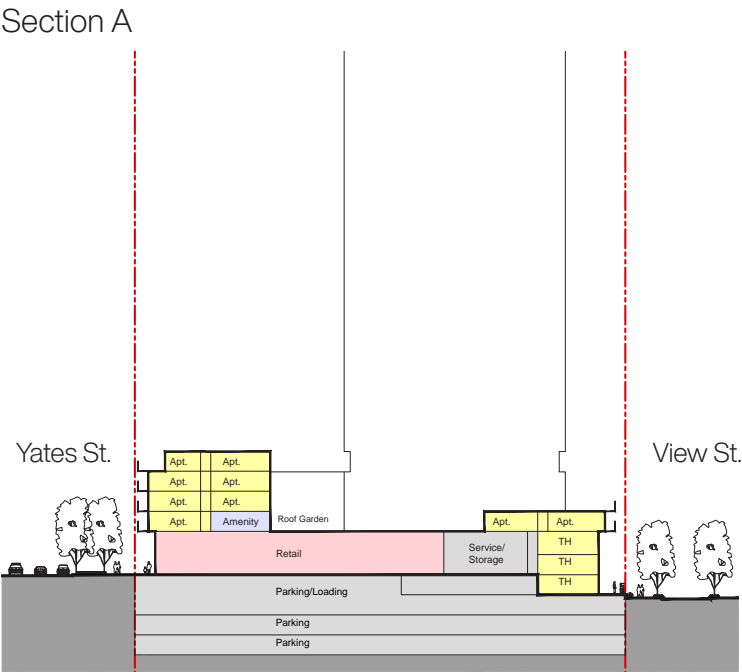 Section A
Yates St.
View St.
Apt. Apt.
Apt. Apt.
Apt. Apt.
Apt. Amenity Roof Garden Apt. Apt.
Retail Service/
Storage
TH
TH
TH
Parking/Loading
Parking
Parking